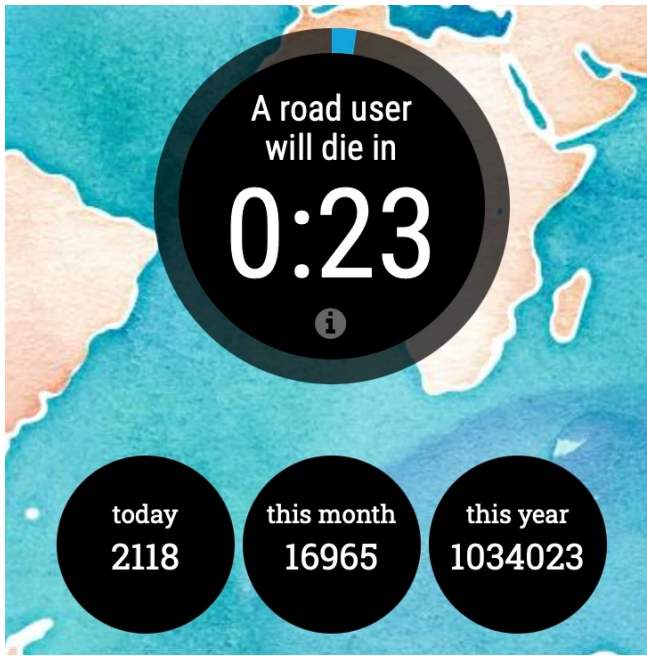 A road user
will die in
0:23
i
today
2118
this month
16965
this year
1034023